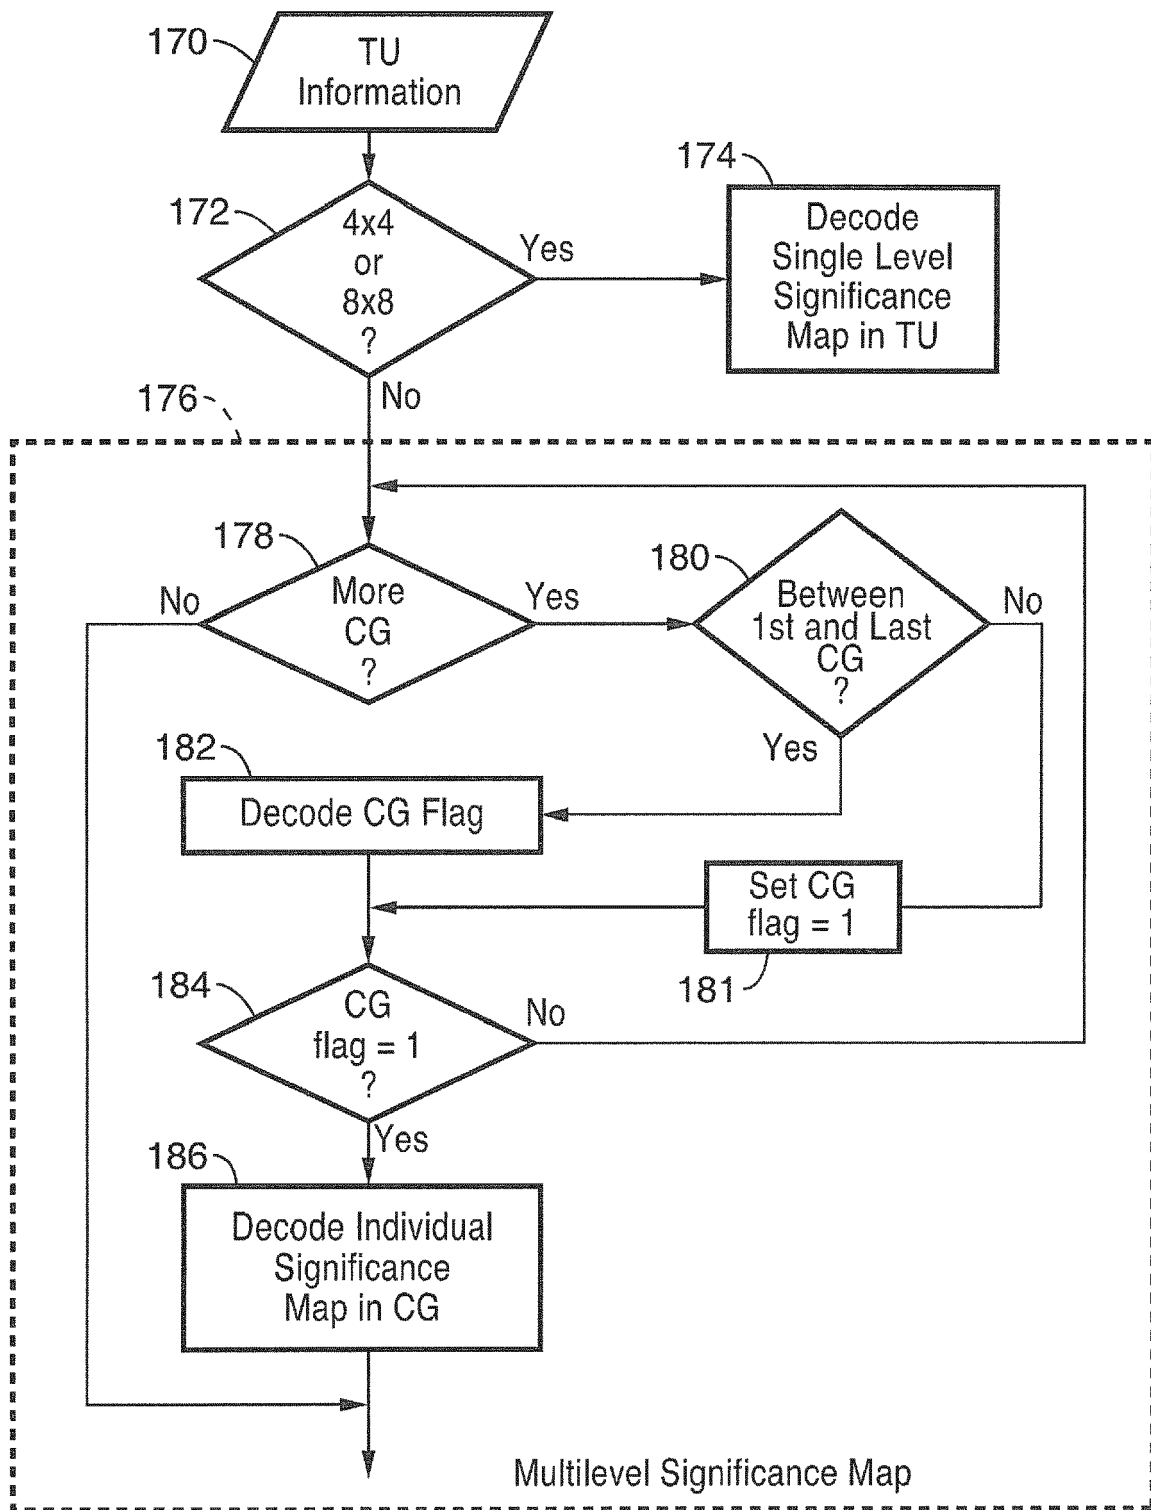 170
TU
Information
172
4x4
or
8x8
?
Yes
174
Decode
Single Level
Significance
Map in TU
No
176
178
More
CG
?
No
Yes
180
Between
1st and Last
CG
?
No
Yes
182
Decode CG Flag
Set CG
flag = 1
181
184
CG
flag = 1
?
No
Yes
186
Decode Individual
Significance
Map in CG
Multilevel Significance Map